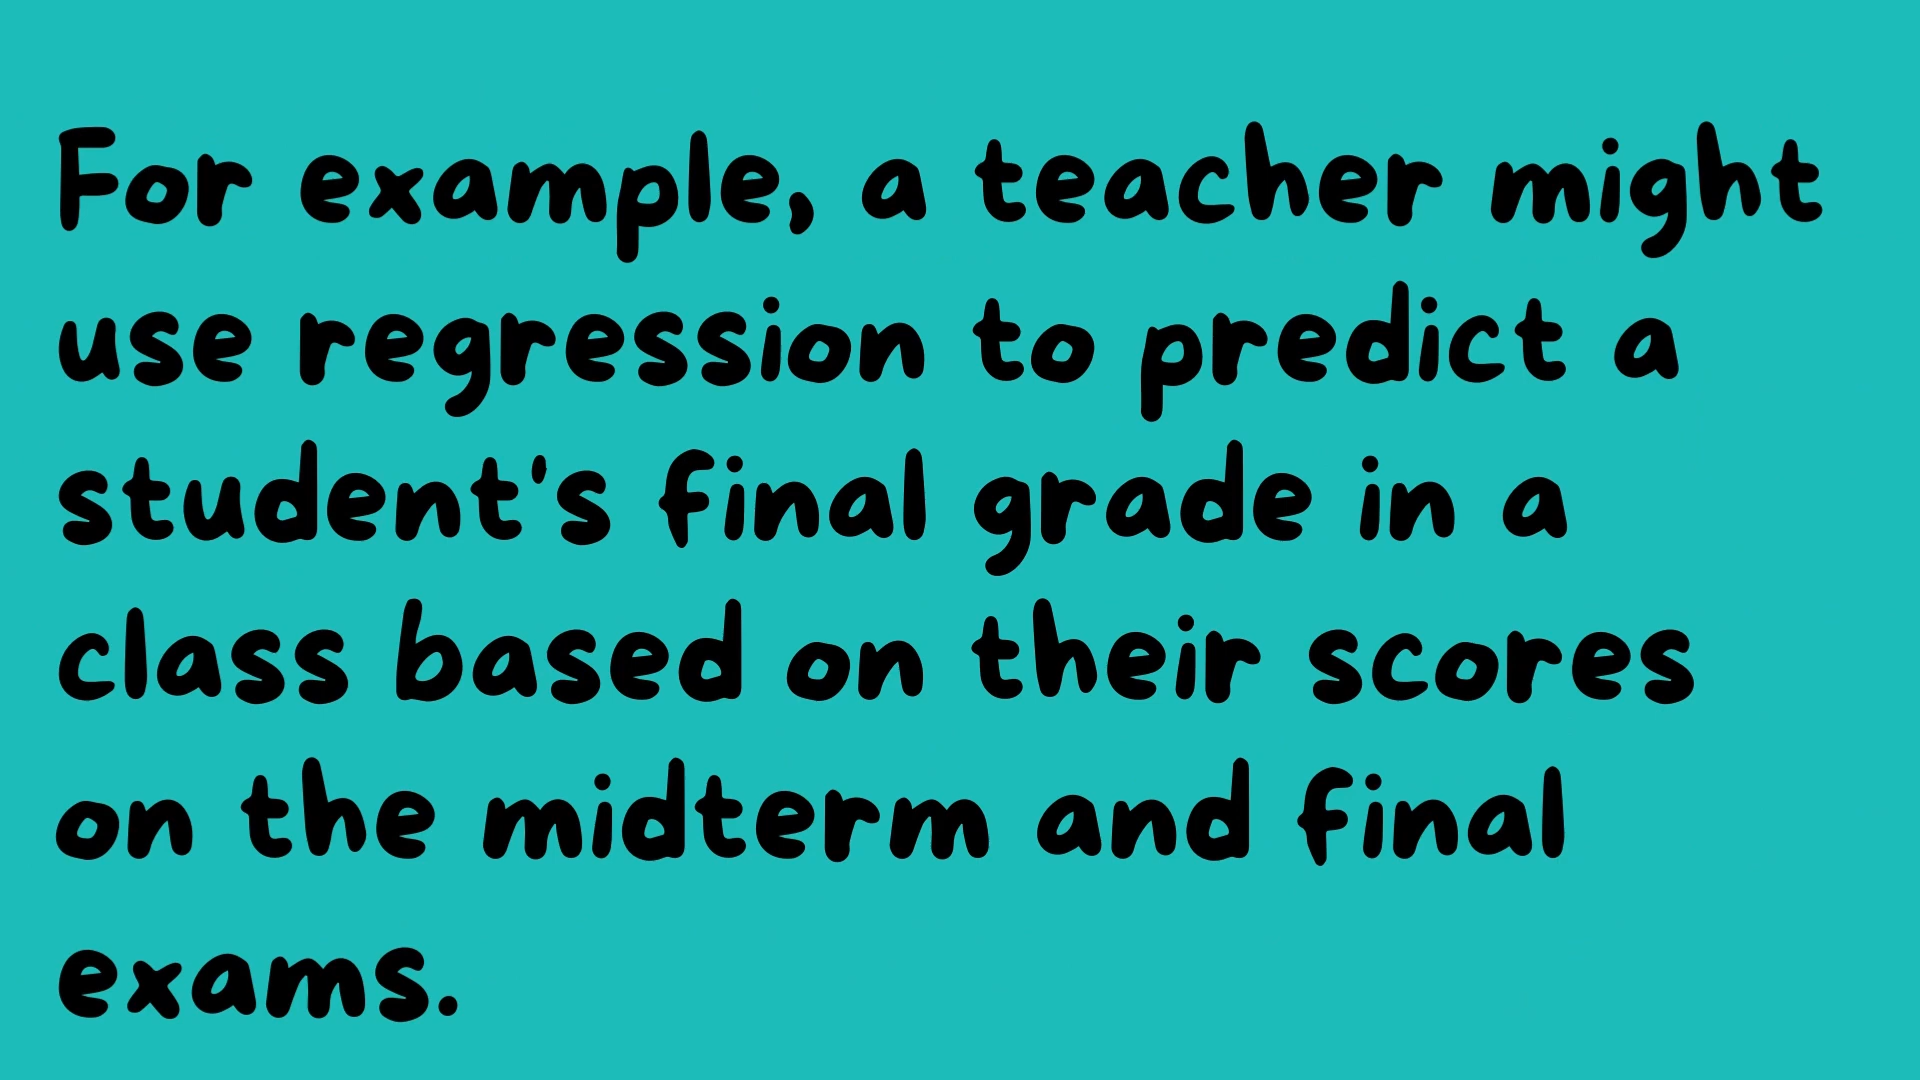 For example, a teacher might
use regression to predict a
student's final grade in a
class based on their scores
on the midterm and final
exams.